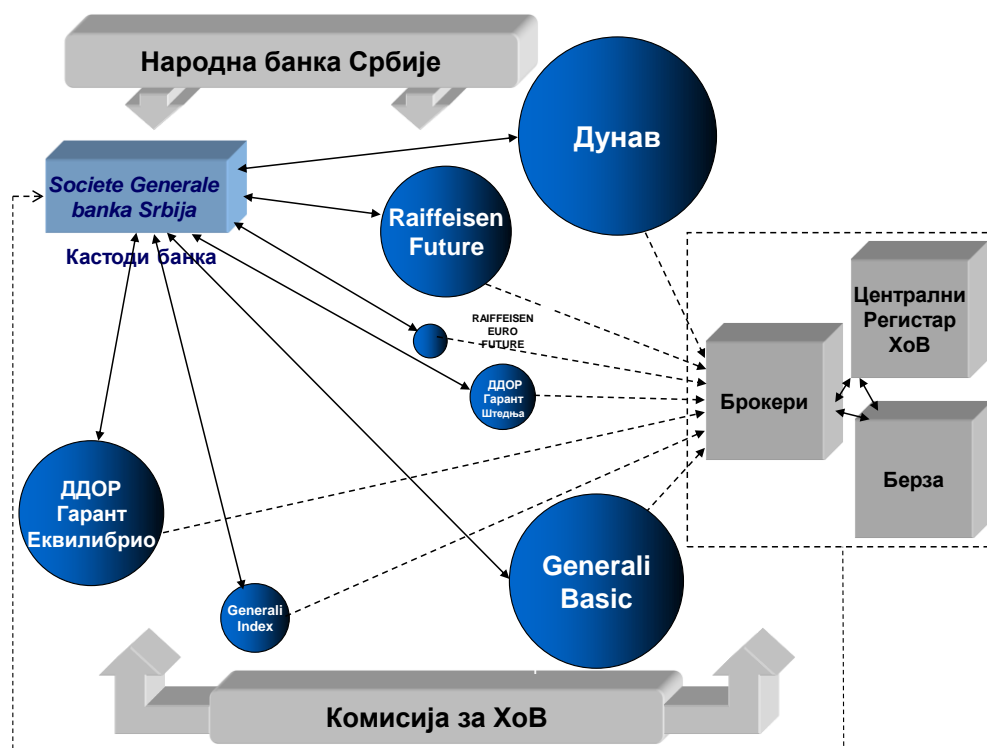 Народна банка Србије
Дунав
Societe Generale
banka Srbija
Кастоди банка
Raiffeisen
Future
RAIFFEISEN
EURO
FUTURE
Централни
Регистар
ХоВ
ДДОР
Гарант
Штедња
Брокери
Берза
ДДОР
Гарант
Еквилибрио
Generali
Basic
Generali
Index
Комисија за ХоВ